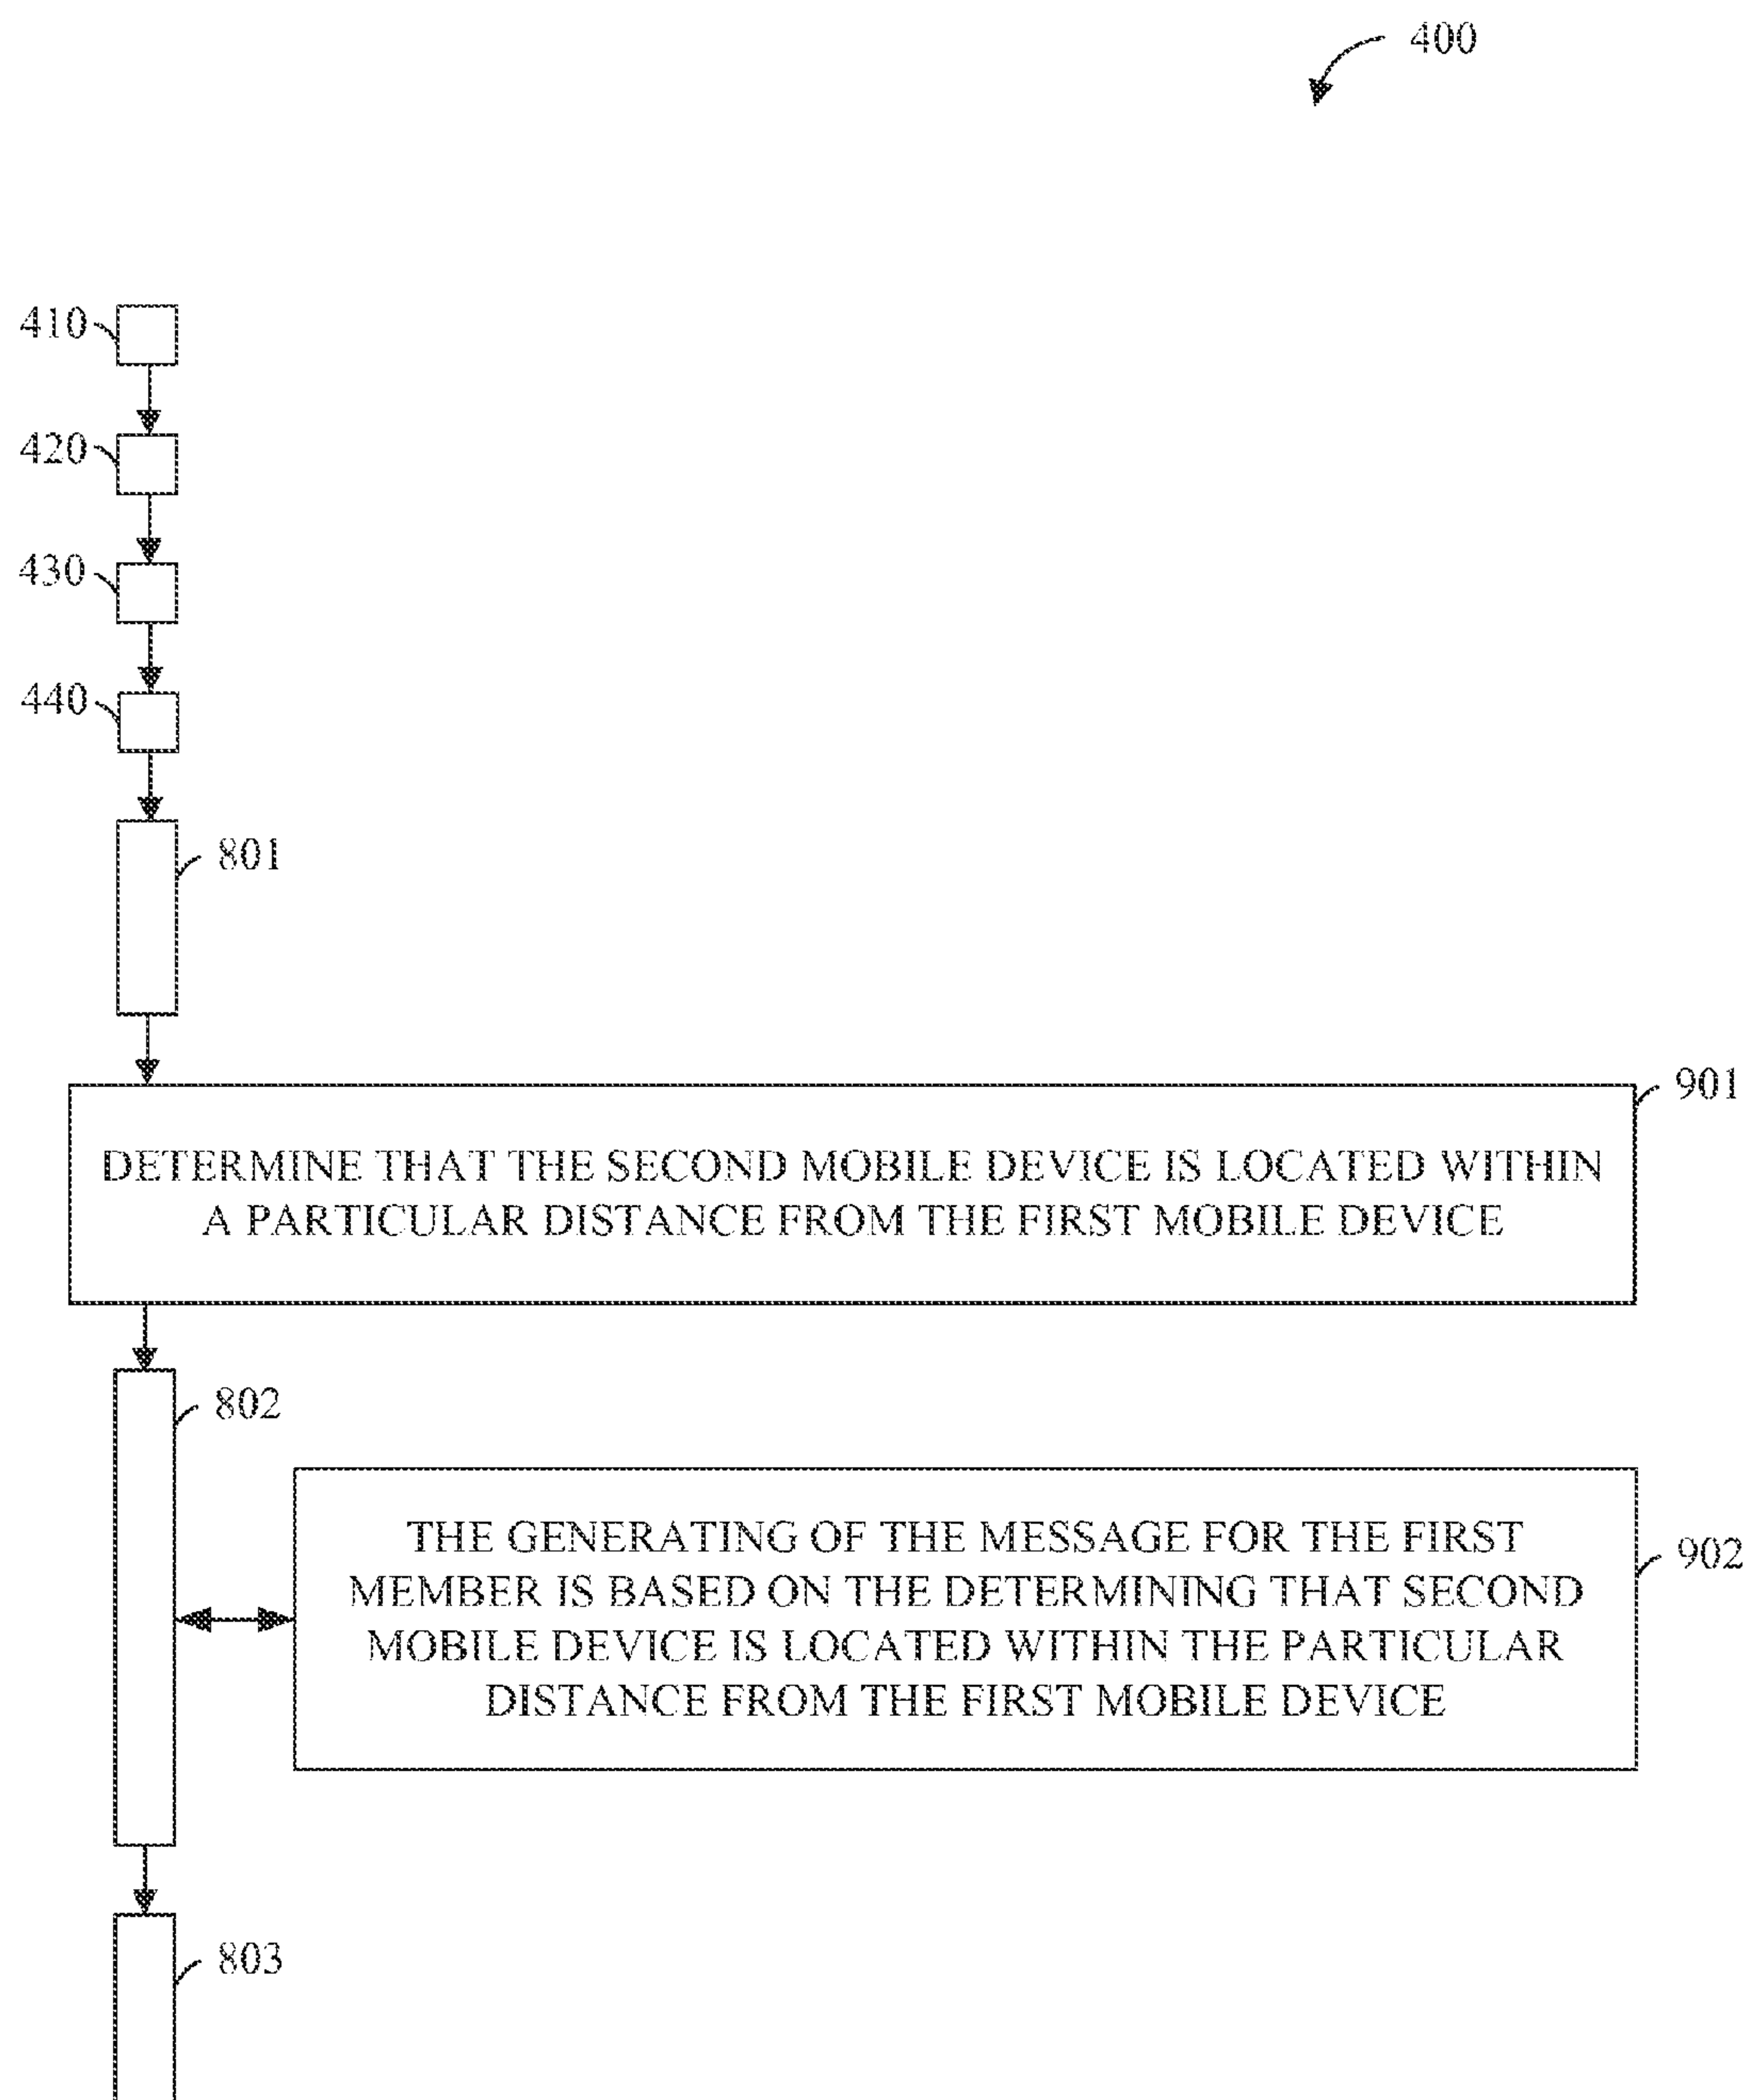 400
410
420
430
440
801
901
DETERMINE THAT THE SECOND MOBILE DEVICE IS LOCATED WITHIN
A PARTICULAR DISTANCE FROM THE FIRST MOBILE DEVICE
802
THE GENERATING OF THE MESSAGE FOR THE FIRST
MEMBER IS BASED ON THE DETERMINING THAT SECOND
MOBILE DEVICE IS LOCATED WITHIN THE PARTICULAR
DISTANCE FROM THE FIRST MOBILE DEVICE
902
803